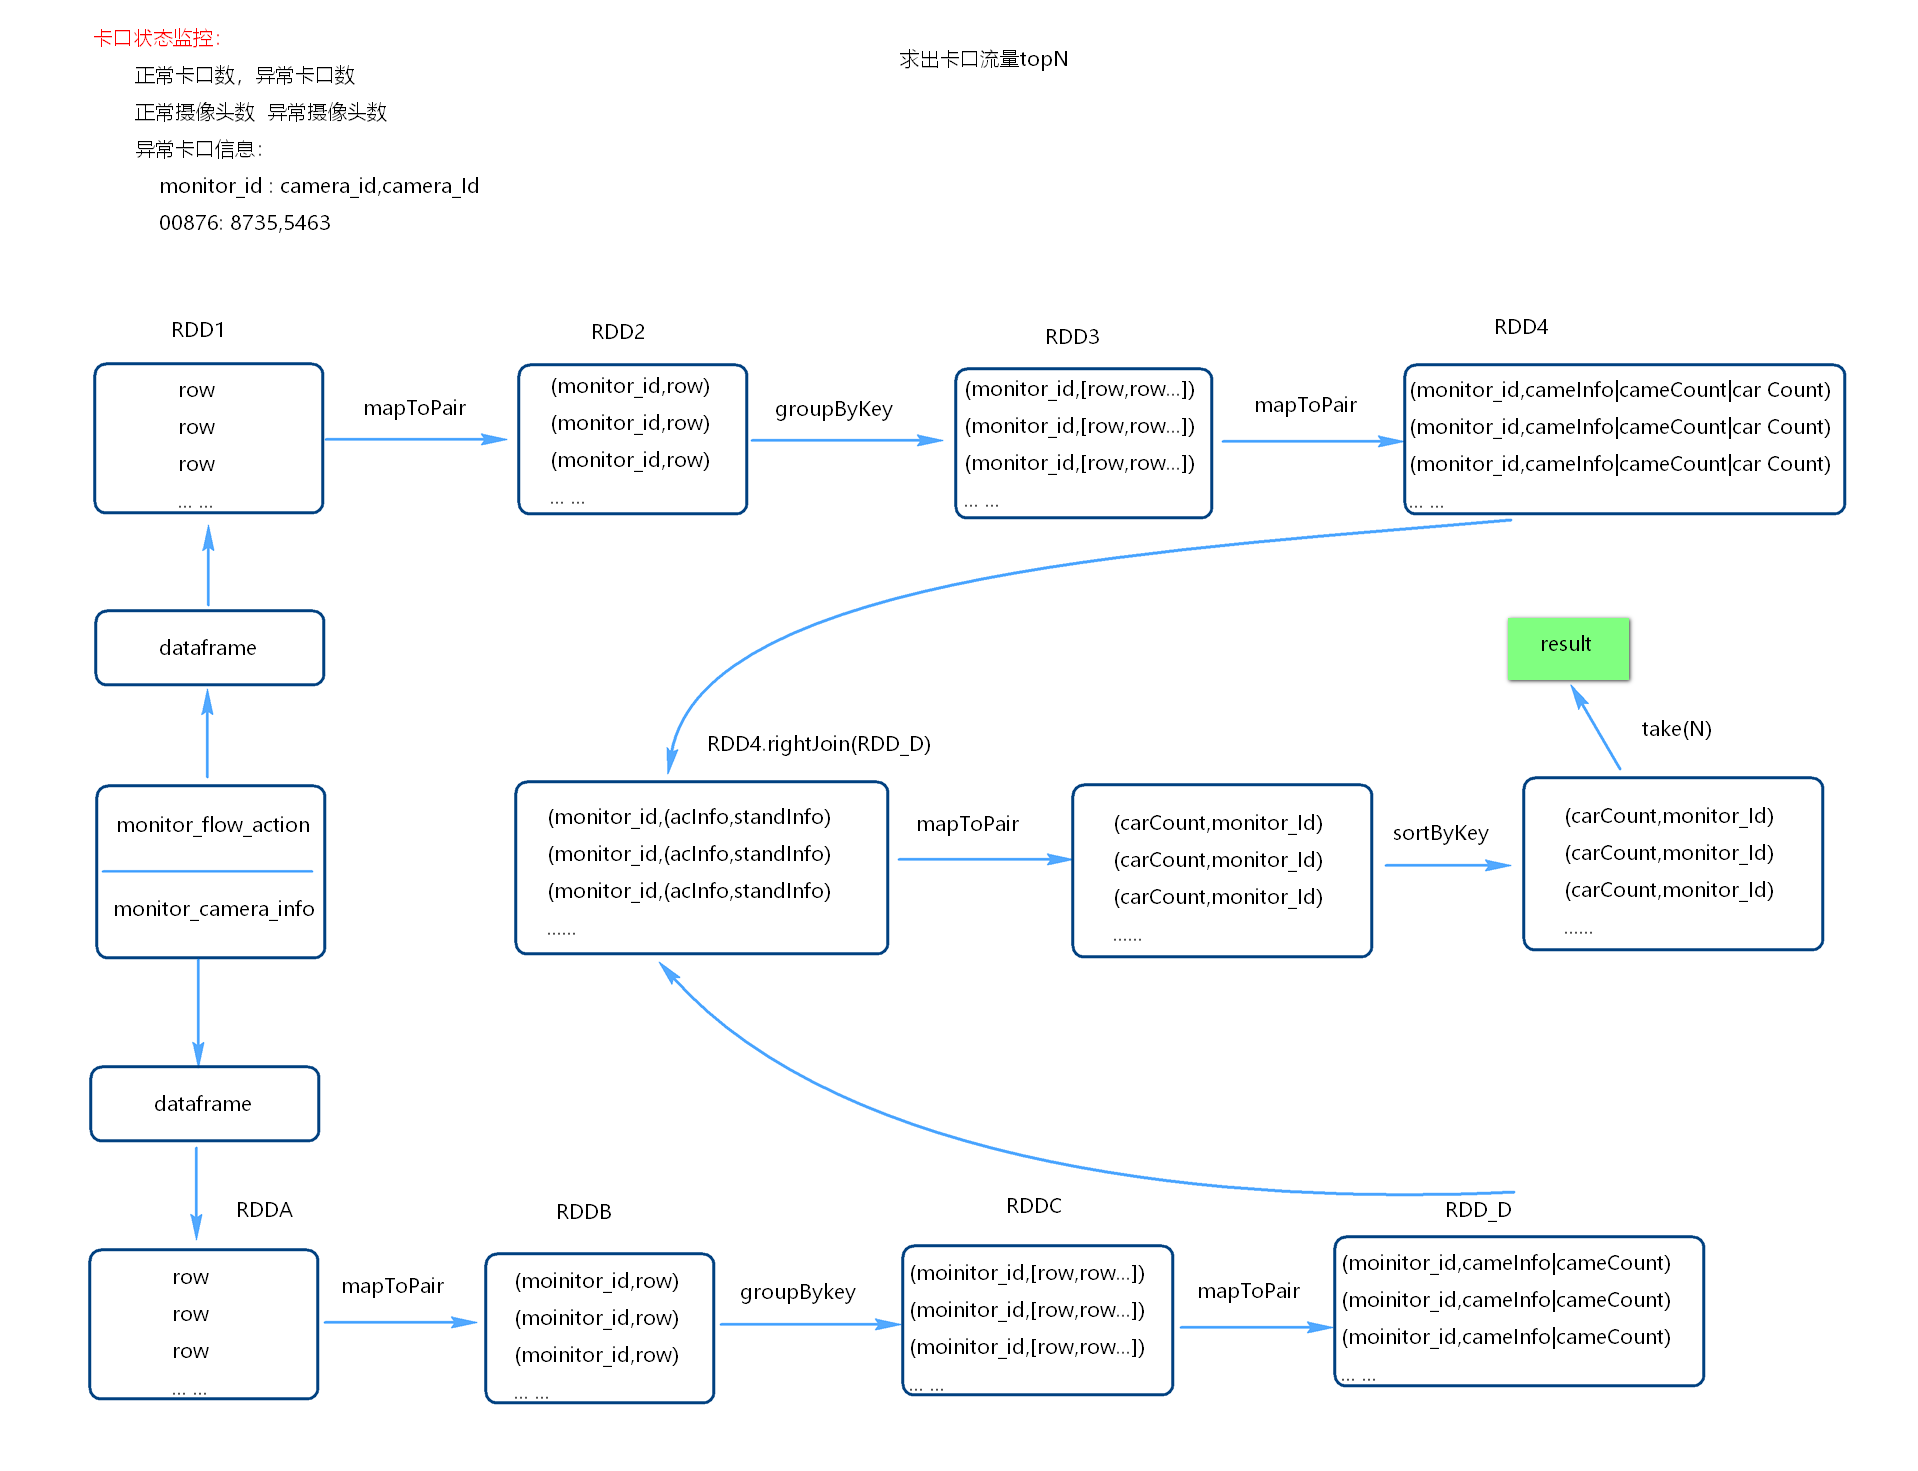 卡口状态监控:
正常卡口数，异常卡口数
正常摄像头数  异常摄像头数
异常卡口信息:
monitor_id : camera_id,camera_Id
00876: 8735,5463
求出卡口流量topN
RDD1
row
row
row
... ...
mapToPair
RDD2
(monitor_id,row)
(monitor_id,row)
(monitor_id,row)
... ...
groupByKey
RDD3
(monitor_id,[row,row...])
(monitor_id,[row,row...])
(monitor_id,[row,row...])
... ...
mapToPair
RDD4
(monitor_id,cameInfo|cameCount|car Count)
(monitor_id,cameInfo|cameCount|car Count)
(monitor_id,cameInfo|cameCount|car Count)
... ...
dataframe
monitor_flow_action
monitor_camera_info
RDD4.rightJoin(RDD_D)
(monitor_id,(acInfo,standInfo)
(monitor_id,(acInfo,standInfo)
(monitor_id,(acInfo,standInfo)
......
mapToPair
(carCount,monitor_Id)
(carCount,monitor_Id)
(carCount,monitor_Id)
......
sortByKey
(carCount,monitor_Id)
(carCount,monitor_Id)
(carCount,monitor_Id)
......
take(N)
result
dataframe
RDDA
row
row
row
... ...
mapToPair
RDDB
(moinitor_id,row)
(moinitor_id,row)
(moinitor_id,row)
... ...
groupBykey
RDDC
(moinitor_id,[row,row...])
(moinitor_id,[row,row...])
(moinitor_id,[row,row...])
... ...
mapToPair
RDD_D
(moinitor_id,cameInfo|cameCount)
(moinitor_id,cameInfo|cameCount)
(moinitor_id,cameInfo|cameCount)
... ...